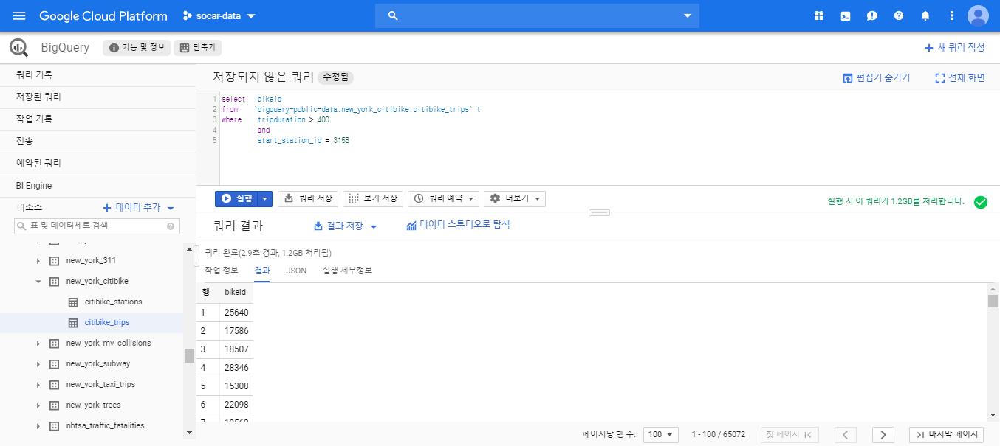 Google Cloud Platform socar-data
BigQuery 기능 및 정보 단축키 + 새 쿼리 작성
쿼리 기록
저장된 쿼리
작업 기록
전송
예약된 쿼리
BI Engine
리소스 + 데이터 추가
표 및 데이터세트 검색
new_york_311
new_york_citibike
citibike_stations
citibike_trips
new_york_mv_collisions
new_york_subway
new_york_taxi_trips
new_york_trees
nhtsa_traffic_fatalities
저장되지 않은 쿼리 수정됨 편집기 숨기기 전체 화면
1 select bikeid
2 from `bigquery-public-data.new_york_citibike.citibike_trips` t
3 where tripduration > 400
4 and
5 start_station_id = 3158
실행 쿼리 저장 보기 저장 쿼리 예약 더보기 실행 시 이 쿼리가 1.2GB를 처리합니다.
쿼리 결과 결과 저장 데이터 스튜디오로 탐색
쿼리 완료(2.9초 경과, 1.2GB 처리됨)
작업 정보 결과 JSON 실행 세부정보
행 bikeid
1 25640
2 17586
3 18507
4 28346
5 15308
6 22098
페이지당 행 수: 100 1 - 100 / 65072 첫 페이지 마지막 페이지